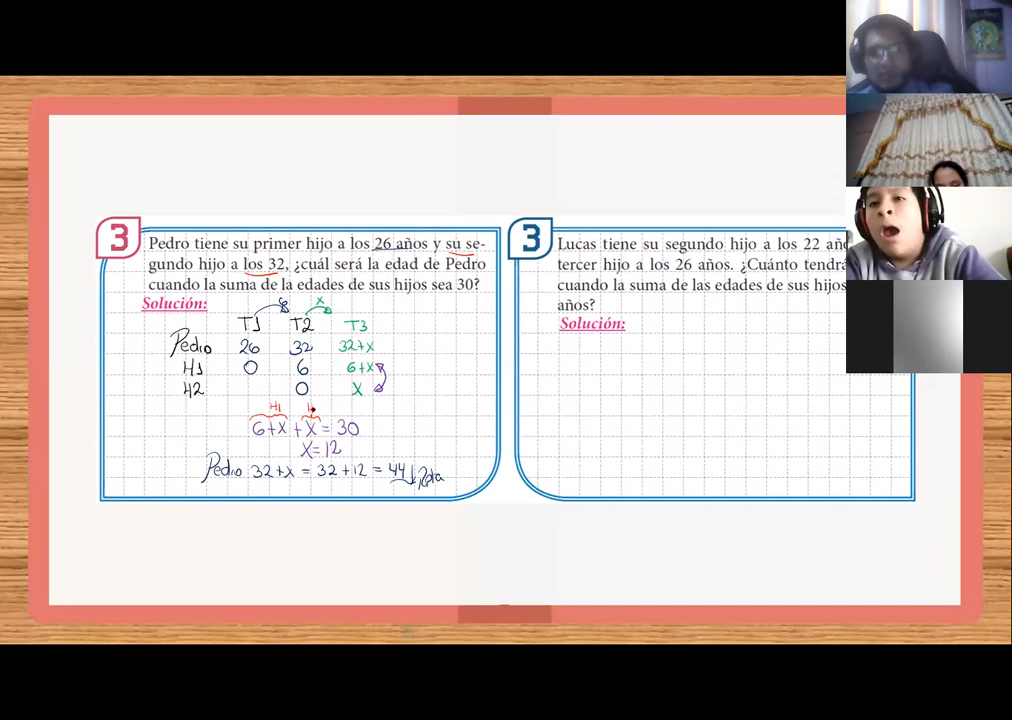 3
Pedro tiene su primer hijo a los 26 años y su se-
gundo hijo a los 32, ¿cuál será la edad de Pedro
cuando la suma de la edades de sus hijos sea 30?
Solución:
6 x
T1 T2 T3
Pedro 26 32 32+x
H1 0 6 6+x
H2 0 x
H1
6+x + x = 30
x=12
Pedro 32+x = 32+12 = 44 Rpta
3
Lucas tiene su segundo hijo a los 22
tercer hijo a los 26 años. ¿Cuánto tendrá
cuando la suma de las edades de sus hijos
años?
Solución: